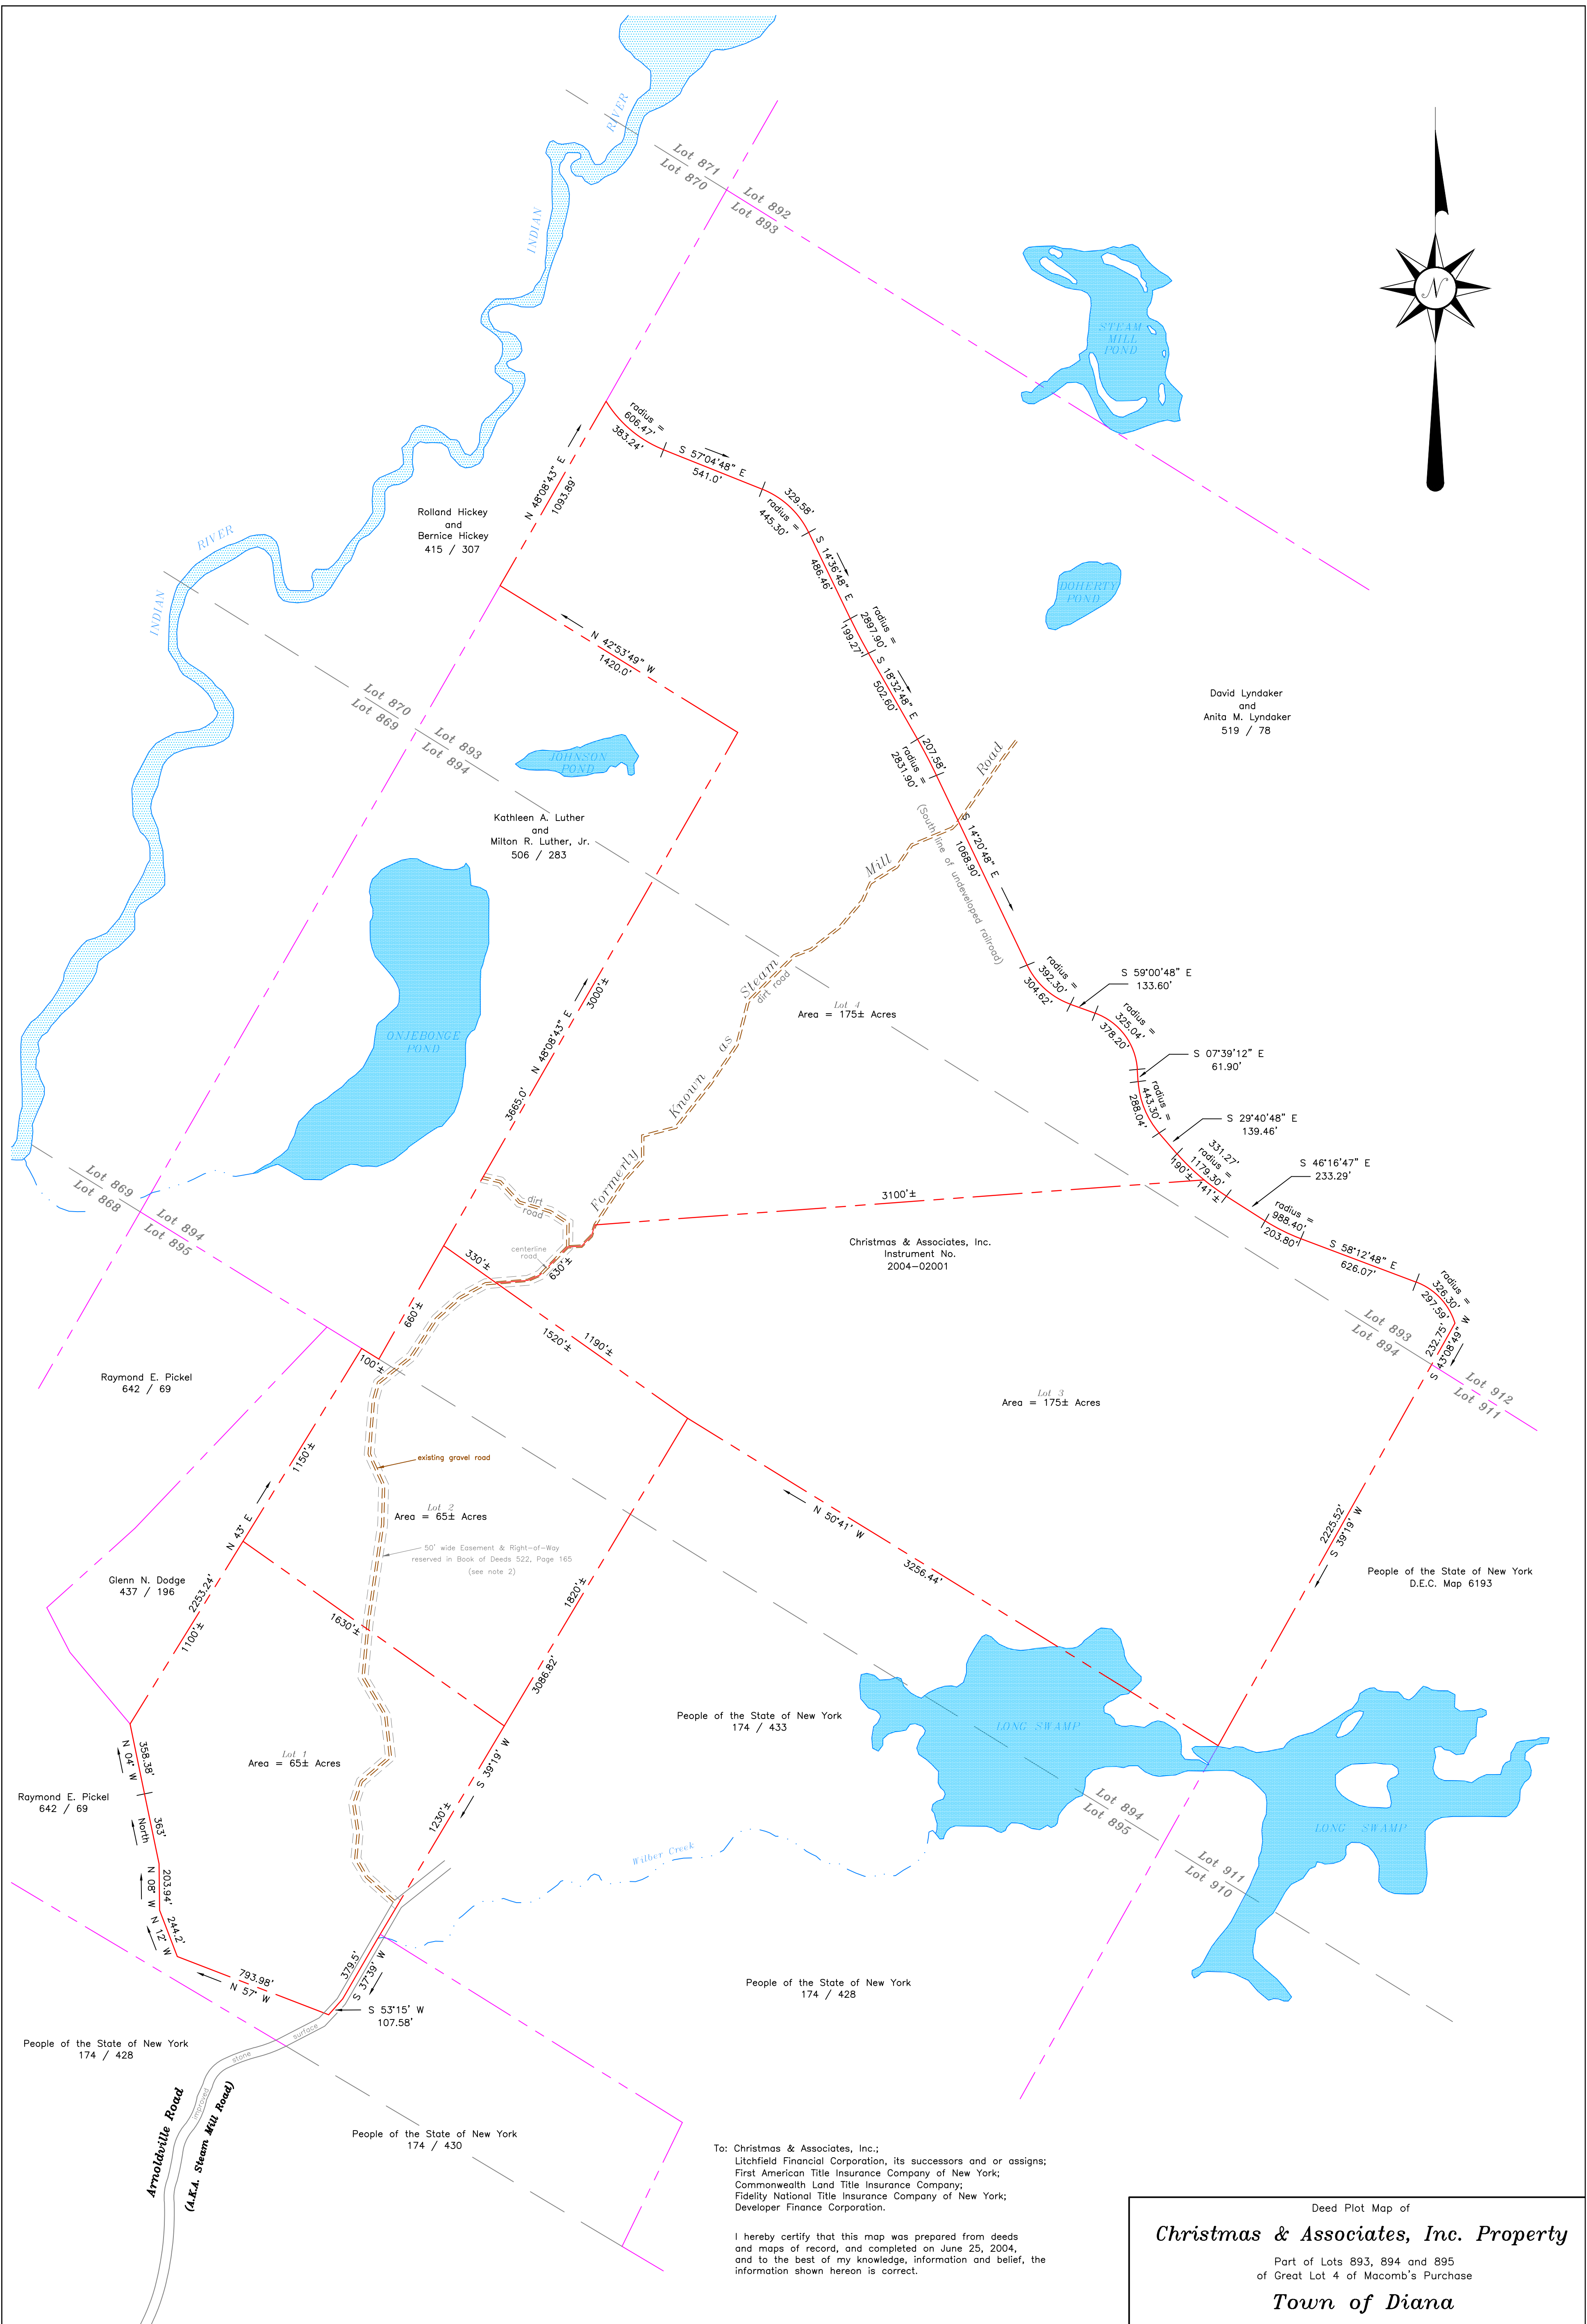 RIVER
Lot 871
Lot 870
Lot 892
Lot 893
INDIAN
N
STEAM
MILL
POND
radius =
606.47'
383.24'
S 57°04'48" E
541.0'
329.58'
radius =
445.30'
N 48°08'43" E
1093.89'
Rolland Hickey
and
Bernice Hickey
415 / 307
S 14°36'48" E
486.46'
RIVER
INDIAN
DOHERTY
POND
radius =
2897.90'
199.27'
N 42°53'49" W
1420.0'
S 18°32'48" E
502.60'
David Lyndaker
and
Anita M. Lyndaker
519 / 78
Lot 870
Lot 869
Lot 893
Lot 894
JOHNSON
POND
207.58'
radius =
2831.90'
Road
Kathleen A. Luther
and
Milton R. Luther, Jr.
506 / 283
S 14°20'48" E
1068.90'
(South line of undeveloped railroad)
Mill
Steam
dirt road
Lot 4
Area = 175± Acres
radius =
392.30'
304.62'
S 59°00'48" E
133.60'
radius =
325.04'
378.20'
ONJEBONGE
POND
N 48°08'43" E
3000'±
3665.0'
as
Known
S 07°39'12" E
61.90'
radius =
443.30'
288.04'
S 29°40'48" E
139.46'
331.27'
radius =
1179.30'
190'±
141'±
S 46°16'47" E
233.29'
Lot 869
Lot 868
Lot 894
Lot 895
Formerly
dirt
road
3100'±
radius =
988.40'
203.80'
Christmas & Associates, Inc.
Instrument No.
2004-02001
centerline
road
330'±
630'±
S 58°12'48" E
626.07'
radius =
326.30'
297.59'
232.75'
S 43°08'49" W
660'±
1520'±
1190'±
Lot 893
Lot 894
100'±
Raymond E. Pickel
642 / 69
Lot 912
Lot 911
Lot 3
Area = 175± Acres
1150'±
existing gravel road
Lot 2
Area = 65± Acres
N 50°41' W
3256.44'
2225.52'
S 39°19' W
N 43° E
50' wide Easement & Right-of-Way
reserved in Book of Deeds 522, Page 165
(see note 2)
People of the State of New York
D.E.C. Map 6193
Glenn N. Dodge
437 / 196
2253.24'
1100'±
1820'±
1630'±
3086.82'
People of the State of New York
174 / 433
LONG SWAMP
N 04° W
358.38'
Lot 1
Area = 65± Acres
S 39°19' W
1230'±
Raymond E. Pickel
642 / 69
North
363'
Lot 894
Lot 895
LONG SWAMP
Wilber Creek
Lot 911
Lot 910
N 08° W
203.94'
N 12° W
244.2'
793.98'
N 57° W
379.5'
S 37°39' W
S 53°15' W
107.58'
People of the State of New York
174 / 428
People of the State of New York
174 / 428
improved
stone
surface
Arnoldville Road
(A.K.A. Steam Mill Road)
People of the State of New York
174 / 430
To: Christmas & Associates, Inc.;
Litchfield Financial Corporation, its successors and or assigns;
First American Title Insurance Company of New York;
Commonwealth Land Title Insurance Company;
Fidelity National Title Insurance Company of New York;
Developer Finance Corporation.
I hereby certify that this map was prepared from deeds
and maps of record, and completed on June 25, 2004,
and to the best of my knowledge, information and belief, the
information shown hereon is correct.
Deed Plot Map of
Christmas & Associates, Inc. Property
Part of Lots 893, 894 and 895
of Great Lot 4 of Macomb's Purchase
Town of Diana